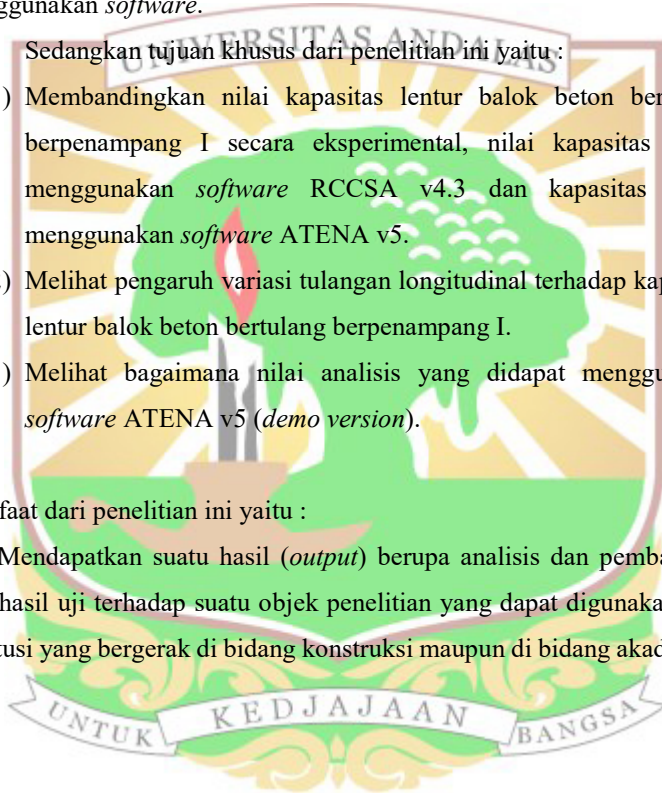 ggunakan software.
UNIVERSITAS ANDALAS
Sedangkan tujuan khusus dari penelitian ini yaitu :
) Membandingkan nilai kapasitas lentur balok beton ber
berpenampang I secara eksperimental, nilai kapasitas
menggunakan software RCCSA v4.3 dan kapasitas
menggunakan software ATENA v5.
) Melihat pengaruh variasi tulangan longitudinal terhadap kap
lentur balok beton bertulang berpenampang I.
) Melihat bagaimana nilai analisis yang didapat menggu
software ATENA v5 (demo version).
faat dari penelitian ini yaitu :
Mendapatkan suatu hasil (output) berupa analisis dan pemba
hasil uji terhadap suatu objek penelitian yang dapat digunaka
tusi yang bergerak di bidang konstruksi maupun di bidang akad
UNTUK KEDJAJAAN BANGSA